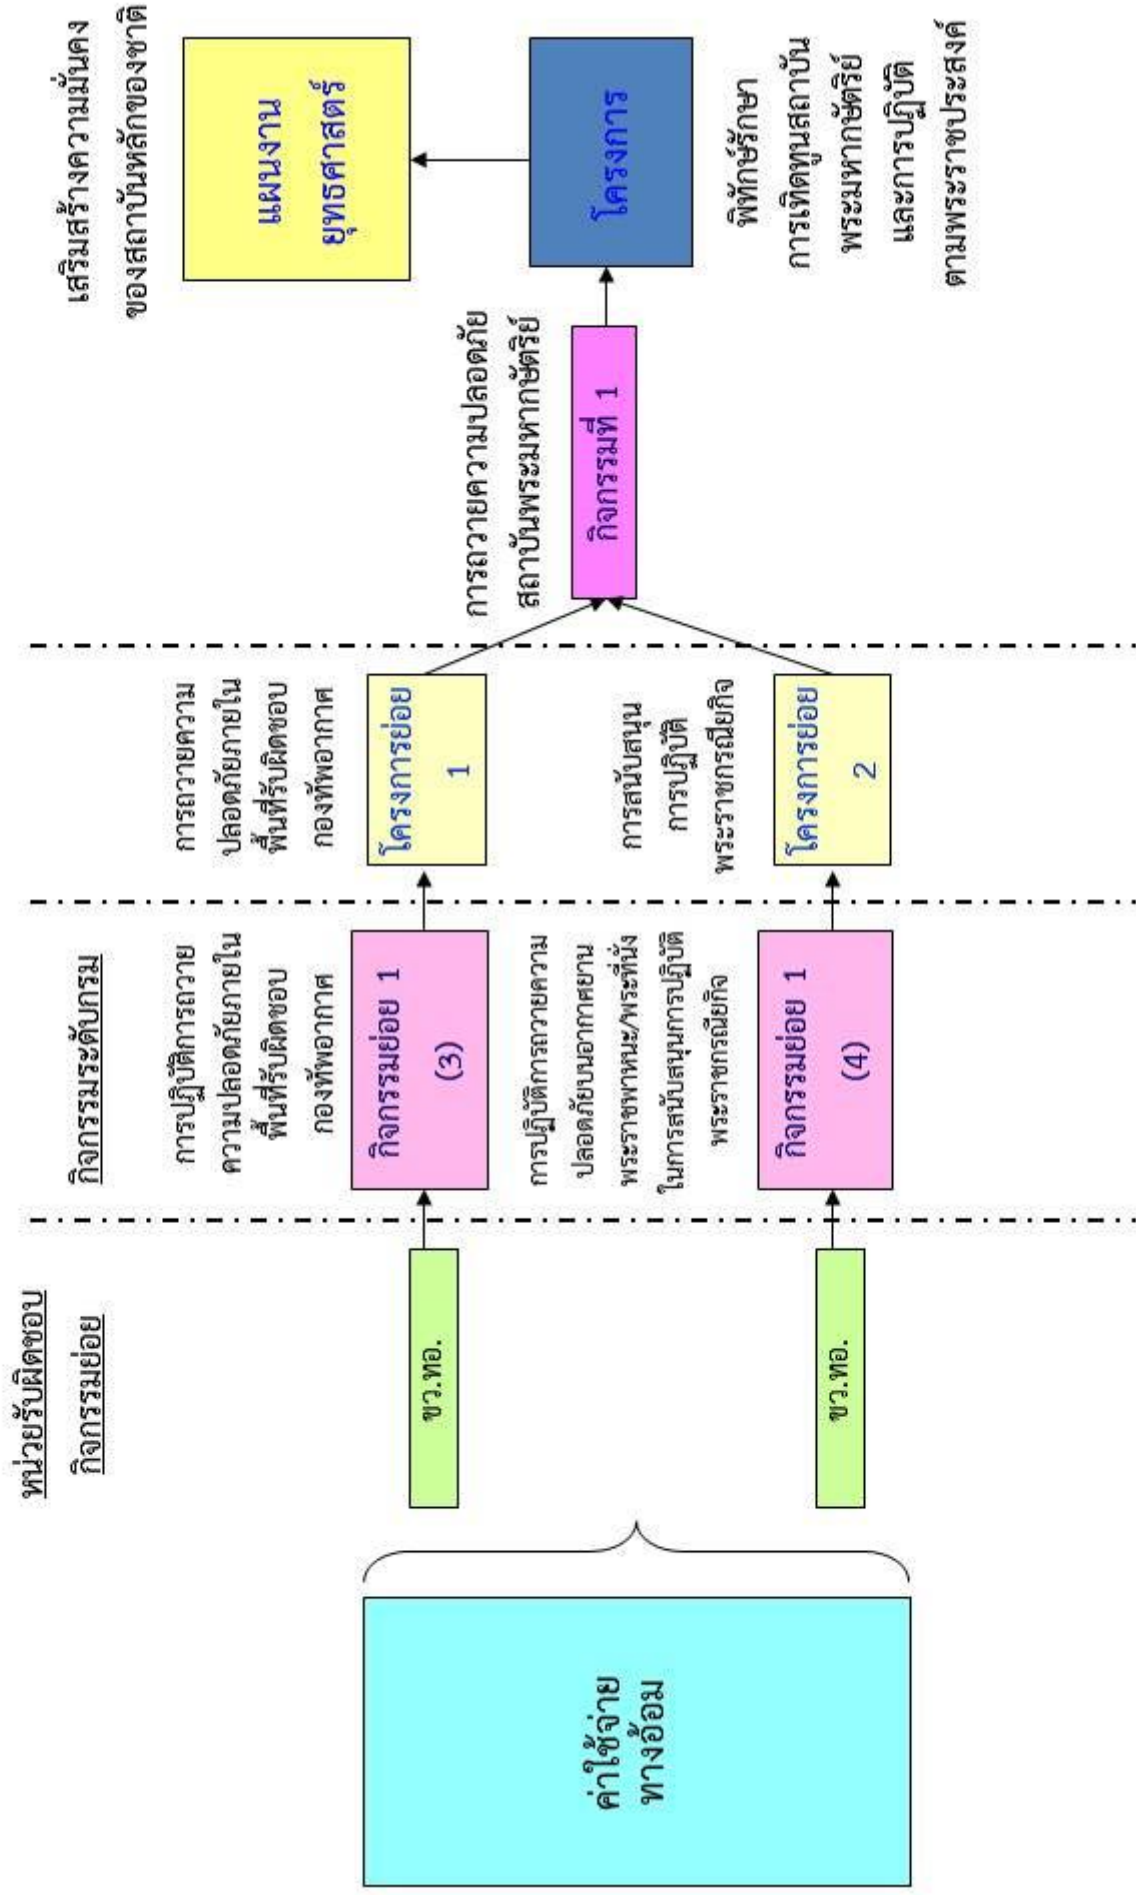 หน่วยรับผิดชอบ
กิจกรรมย่อย
กิจกรรมระดับกรม
เสริมสร้างความมั่นคง
ของสถาบันหลักของชาติ
ค่าใช้จ่าย
ทางอ้อม
ขว.ทอ.
การปฏิบัติการถวาย
ความปลอดภัยภายใน
พื้นที่รับผิดชอบ
กองทัพอากาศ
กิจกรรมย่อย 1
(3)
การถวายความ
ปลอดภัยภายใน
พื้นที่รับผิดชอบ
กองทัพอากาศ
โครงการย่อย
1
ขว.ทอ.
การปฏิบัติการถวายความ
ปลอดภัยบนอากาศยาน
พระราชพาหนะ/พระที่นั่ง
ในการสนับสนุนการปฏิบัติ
พระราชกรณียกิจ
กิจกรรมย่อย 1
(4)
การสนับสนุน
การปฏิบัติ
พระราชกรณียกิจ
โครงการย่อย
2
การถวายความปลอดภัย
สถาบันพระมหากษัตริย์
กิจกรรมที่ 1
แผนงาน
ยุทธศาสตร์
โครงการ
พิทักษ์รักษา
การเทิดทูนสถาบัน
พระมหากษัตริย์
และการปฏิบัติ
ตามพระราชประสงค์